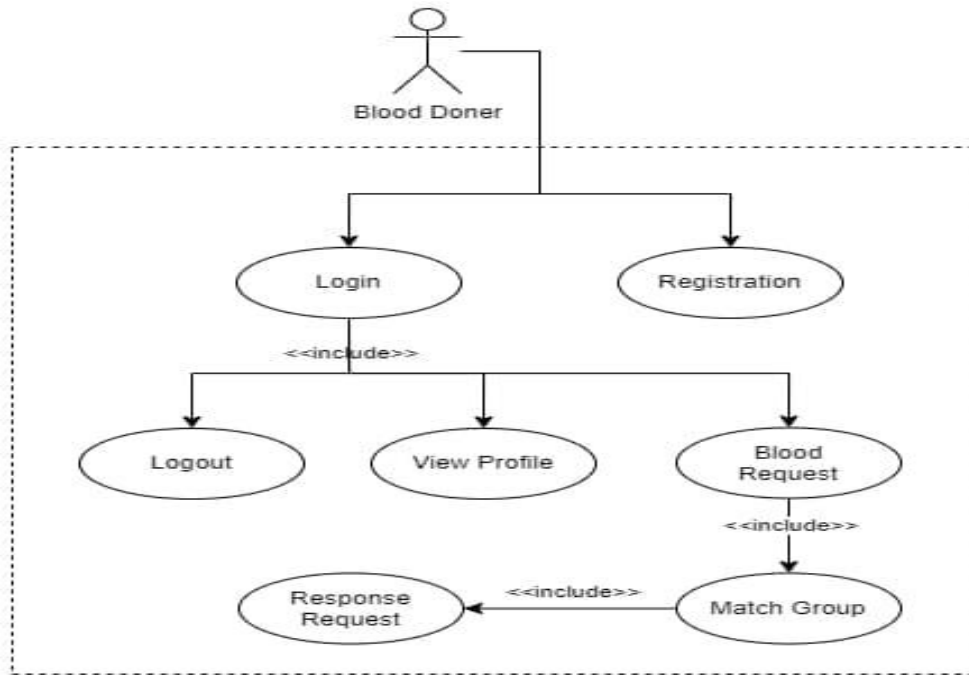 Blood Doner
Login
Registration
<<include>>
Logout
View Profile
Blood
Request
<<include>>
<<include>>
Response
Request
Match Group